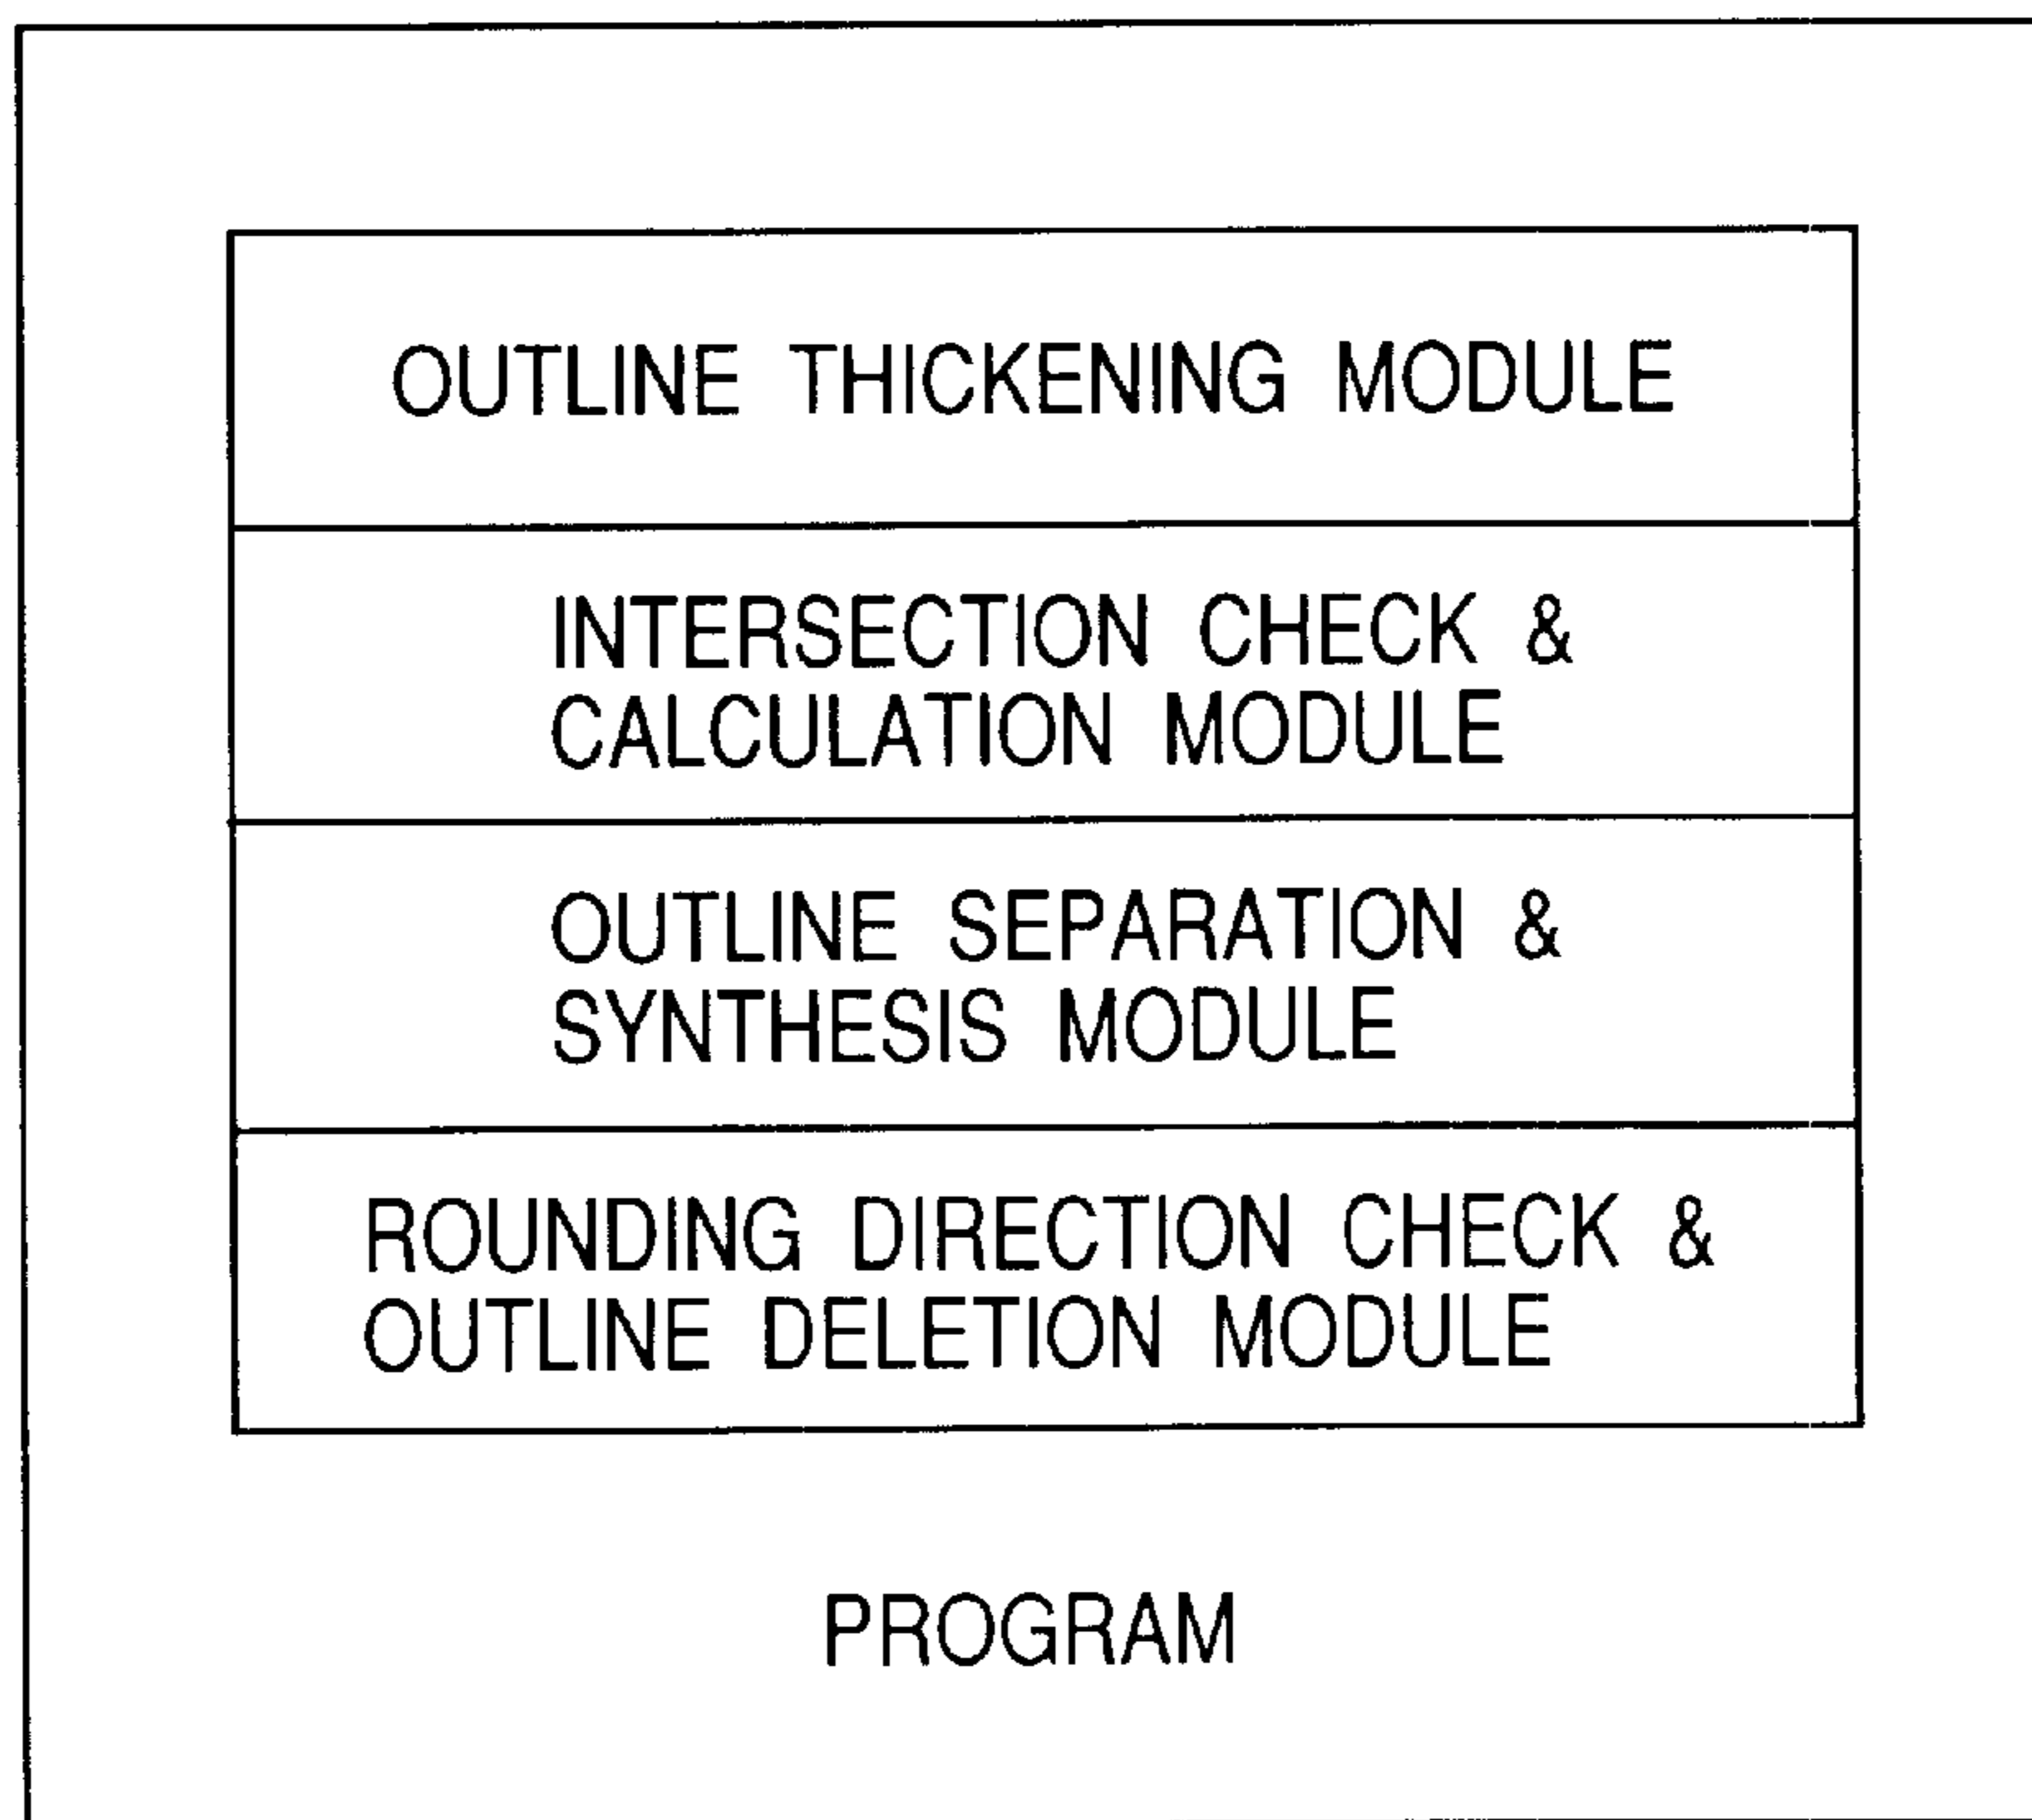 OUTLINE THICKENING MODULE
INTERSECTION CHECK &
CALCULATION MODULE
OUTLINE SEPARATION &
SYNTHESIS MODULE
ROUNDING DIRECTION CHECK &
OUTLINE DELETION MODULE
PROGRAM